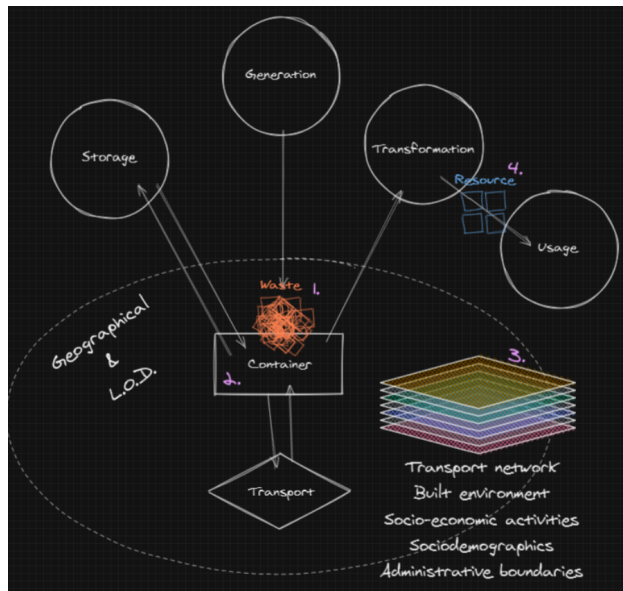 Generation
Storage
Transformation
4.
Resource
Usage
Waste
1.
Geographical
&
L.O.D.
2.
Container
3.
Transport
Transport network
Built environment
Socio-economic activities
Sociodemographics
Administrative boundaries